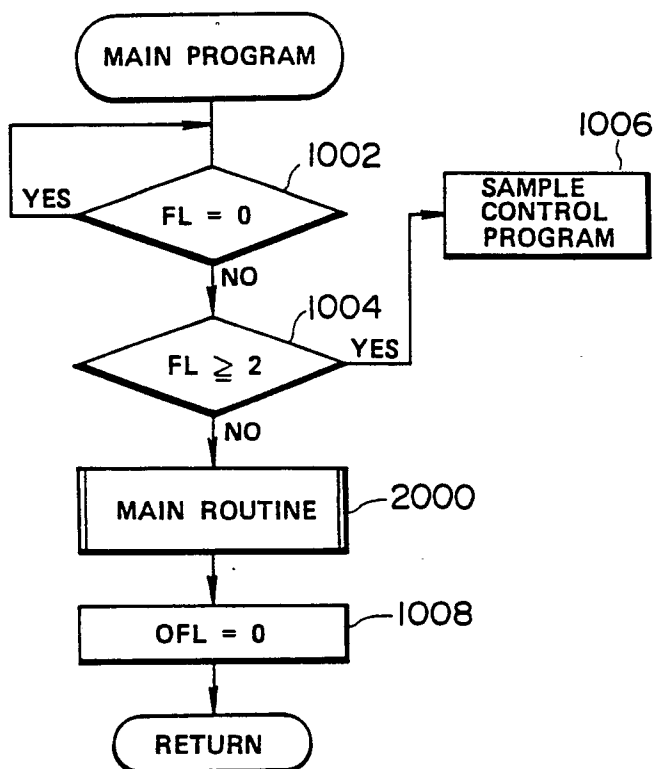 MAIN PROGRAM
1002
1006
YES
FL = 0
SAMPLE
CONTROL
PROGRAM
NO
1004
FL ≧ 2
YES
NO
MAIN ROUTINE
2000
OFL = 0
1008
RETURN